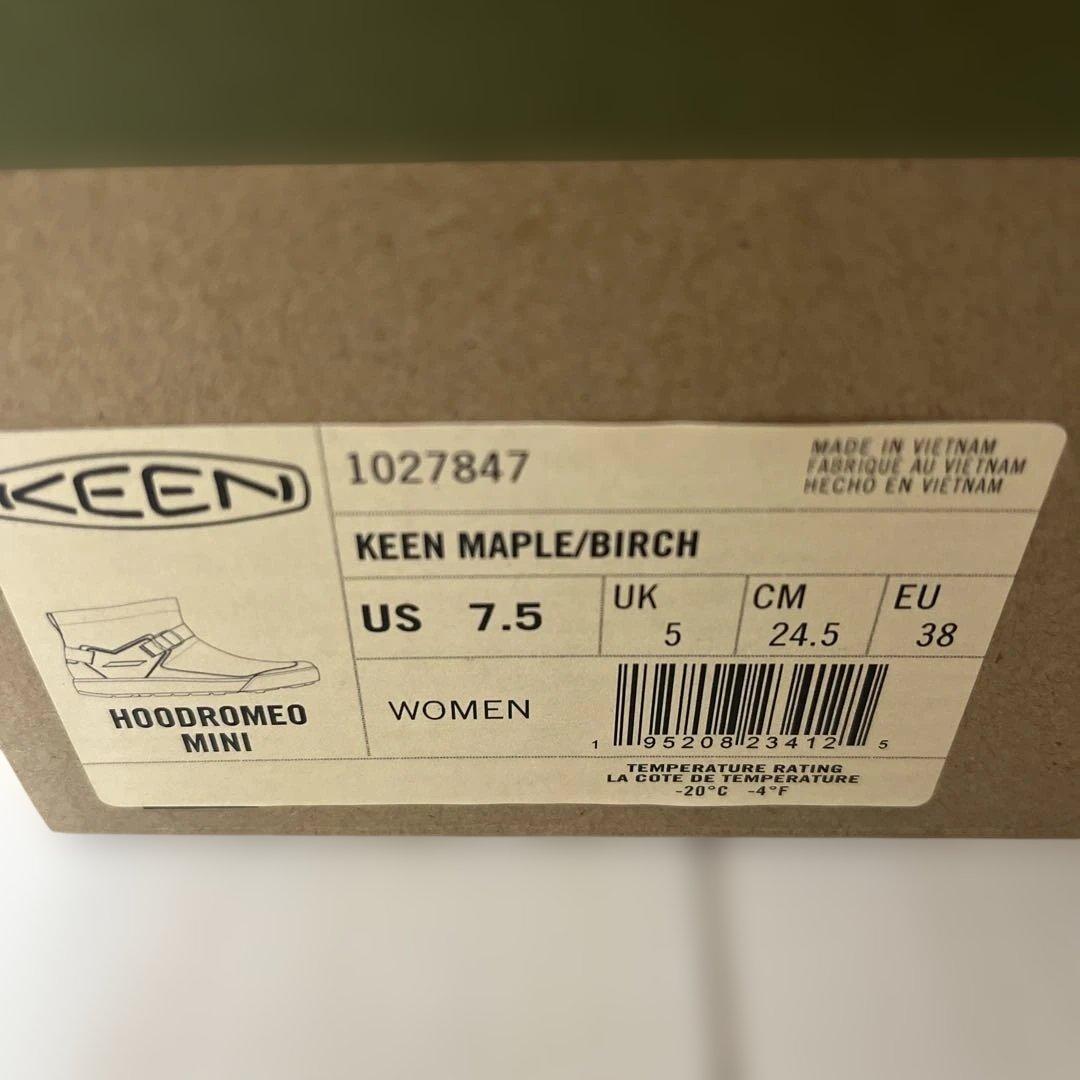 KEEN
1027847
MADE IN VIETNAM
FABRIQUÉ AU VIETNAM
HECHO EN VIETNAM
KEEN MAPLE/BIRCH
US 7.5
UK 5
CM 24.5
EU 38
HOODROMEO
MINI
WOMEN
1 95208 23412 5
TEMPERATURE RATING
LA COTE DE TEMPERATURE
-20°C -4°F